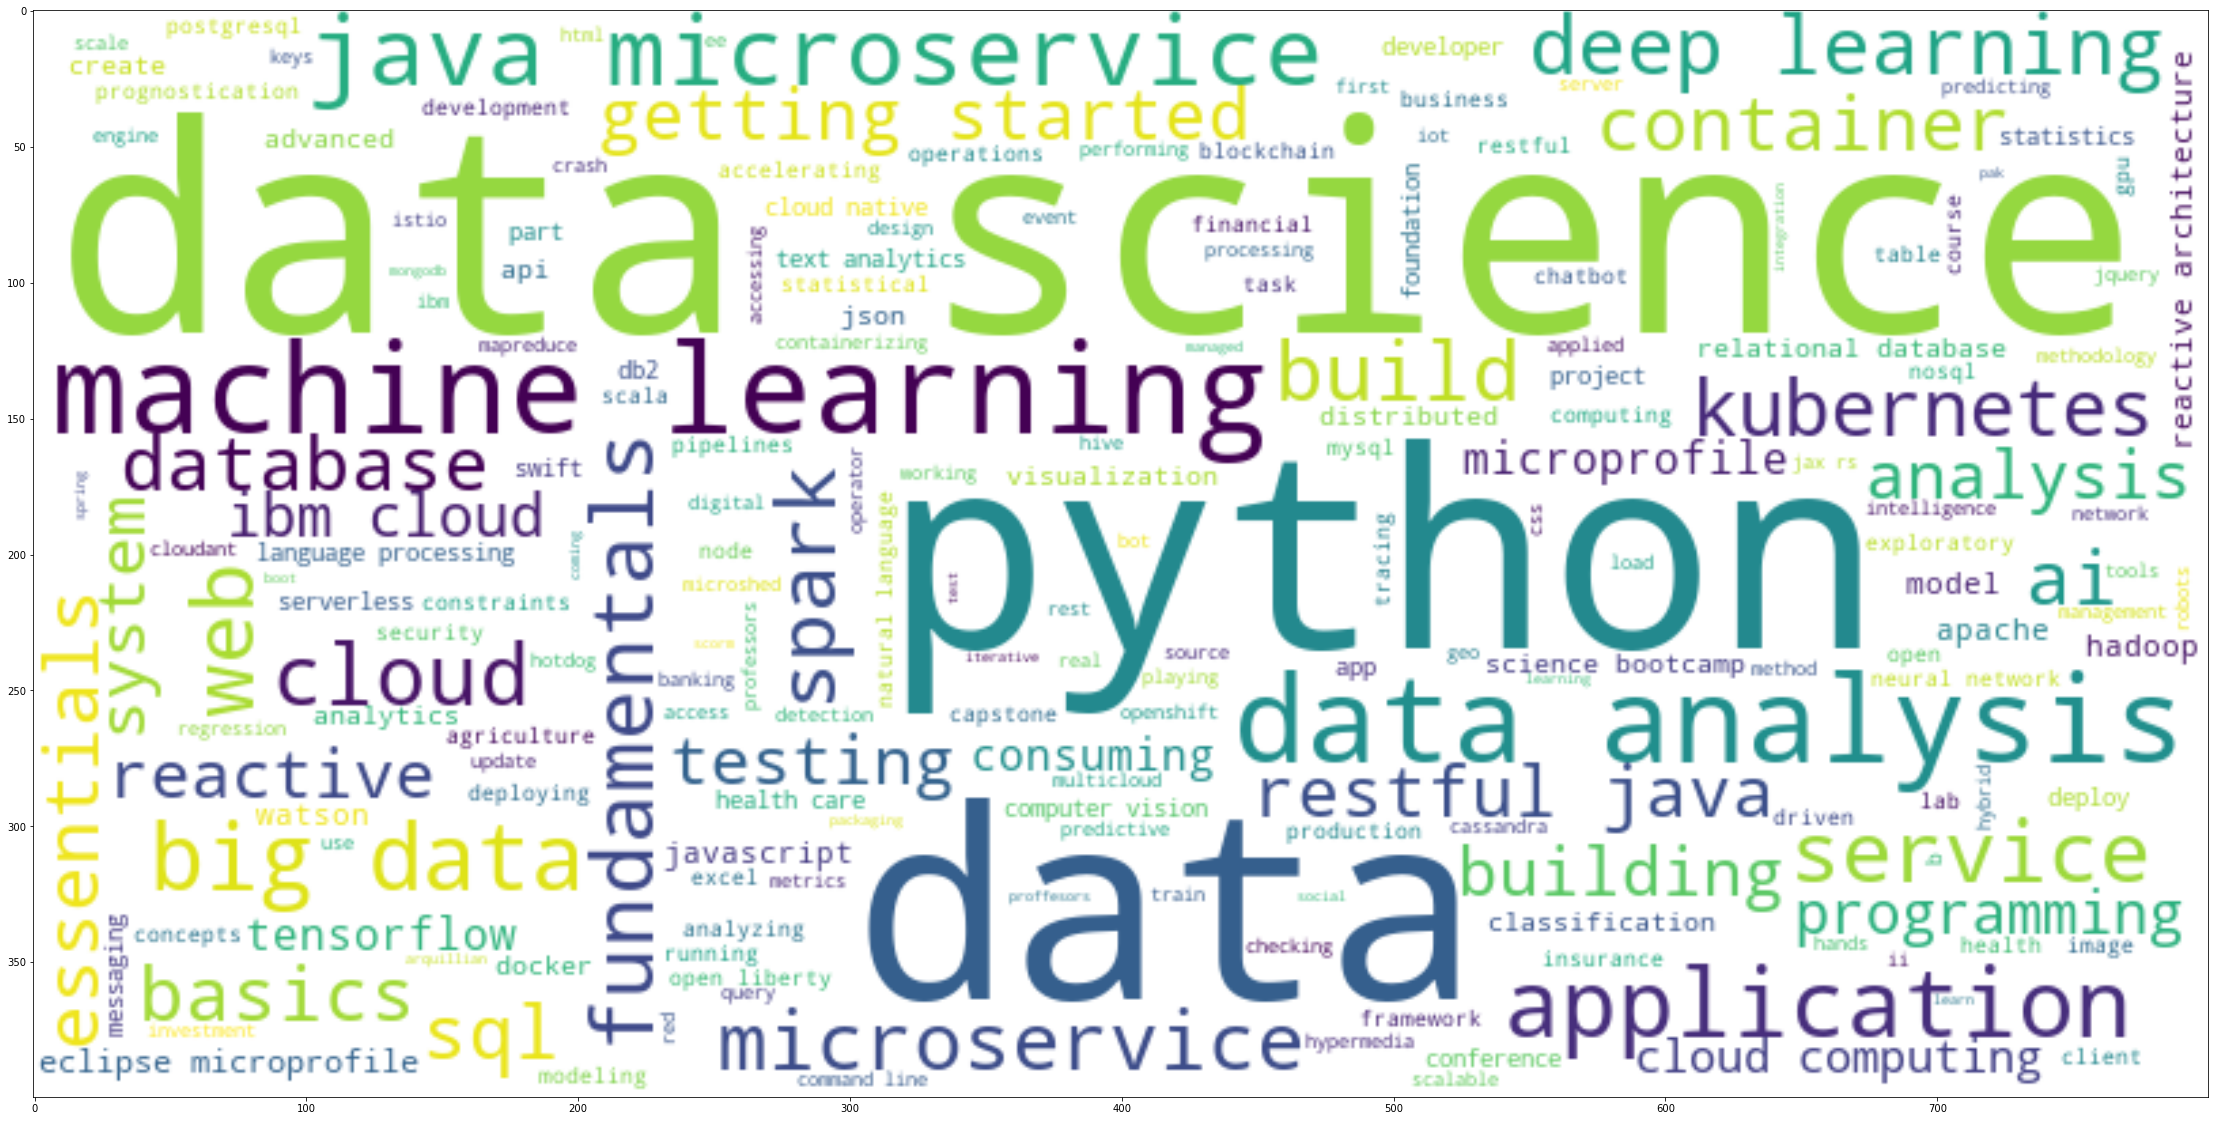 0
50
100
150
200
250
300
350
0 100 200 300 400 500 600 700
postgresql
scale
create
keys
prognostication
java microservice
html
ee
developer
deep learning
development
getting started
first
business
server
predicting
container
reactive architecture
engine
advanced
crash
accelerating
operations
performing
blockchain
iot
restful
statistics
data science
gpu
pak
istio
part
cloud native
design
event
financial
foundation
integration
course
mongodb
api
accessing
text analytics
processing
table
ibm
statistical
task
chatbot
jquery
json
mapreduce
containerizing
managed
applied
relational database
methodology
machine learning
db2
scala
build
project
nosql
distributed
computing
kubernetes
database
swift
fundamentals
pipelines
hive
mysql
microprofile
jax rs
analysis
spring
system
ibm cloud
digital
spark
operator
working
visualization
python
css
intelligence
network
cloudant
language processing
coming
node
natural language
bot
tracing
load
exploratory
boot
web
microshed
test
model
ai
tools
essentials
serverless
constraints
professors
rest
management
robots
security
score
apache
cloud
hotdog
iterative
real
source
app
geo
science bootcamp
method
open
hadoop
banking
playing
learning
neural network
analytics
access
detection
capstone
openshift
data analysis
regression
agriculture
testing
consuming
reactive
update
multicloud
restful java
hybrid
deploying
health care
computer vision
driven
lab
deploy
watson
packaging
predictive
production
cassandra
big data
use
javascript
data
building
service
excel
metrics
proffesors
train
social
programming
messaging
concepts
tensorflow
analyzing
checking
classification
hands
health
image
arquillian
docker
running
insurance
ii
basics
open liberty
query
application
learn
investment
sql
red
microservice
framework
hypermedia
eclipse microprofile
modeling
command line
conference
scalable
cloud computing
client